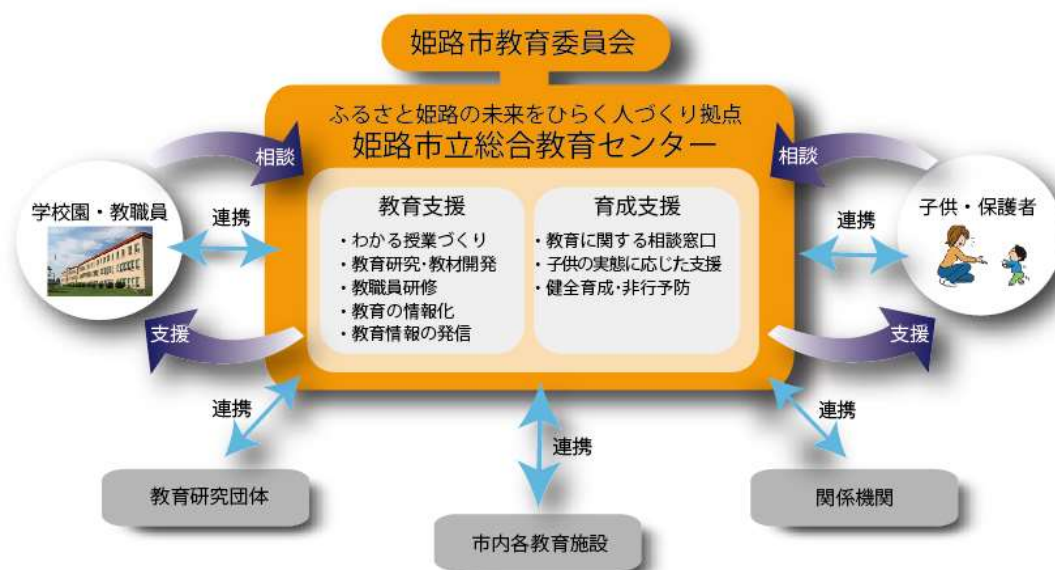 姫路市教育委員会
ふるさと姫路の未来をひらく人づくり拠点
姫路市立総合教育センター
相談
相談
学校園・教職員
連携
教育支援
・わかる授業づくり
・教育研究・教材開発
・教職員研修
・教育の情報化
・教育情報の発信
育成支援
・教育に関する相談窓口
・子供の実態に応じた支援
・健全育成・非行予防
連携
子供・保護者
支援
支援
連携
連携
連携
教育研究団体
市内各教育施設
関係機関